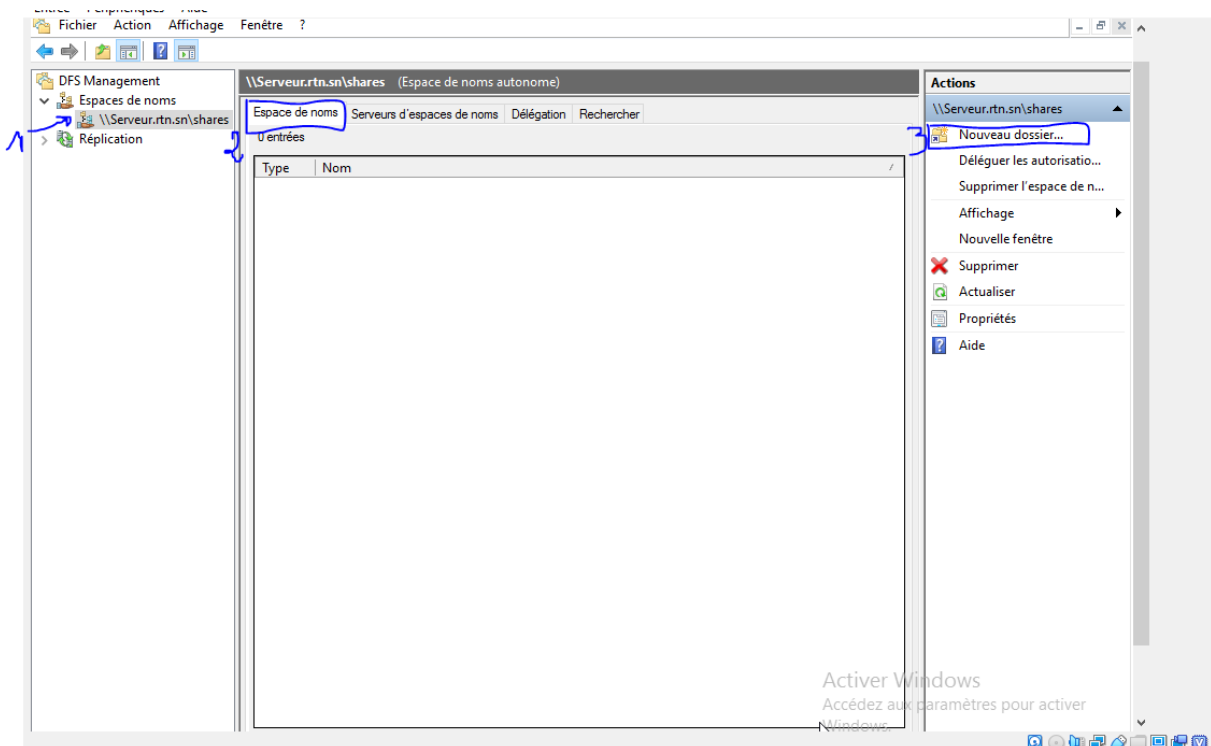 Fichier Action Affichage Fenêtre ?
DFS Management
Espaces de noms
\\Serveur.rtn.sn\shares
Réplication
1
2
\\Serveur.rtn.sn\shares (Espace de noms autonome)
Espace de noms Serveurs d'espaces de noms Délégation Rechercher
0 entrées
Type Nom
3
Actions
\\Serveur.rtn.sn\shares
Nouveau dossier...
Déléguer les autorisatio...
Supprimer l'espace de n...
Affichage
Nouvelle fenêtre
Supprimer
Actualiser
Propriétés
Aide
Activer Windows
Accédez aux paramètres pour activer
Windows.